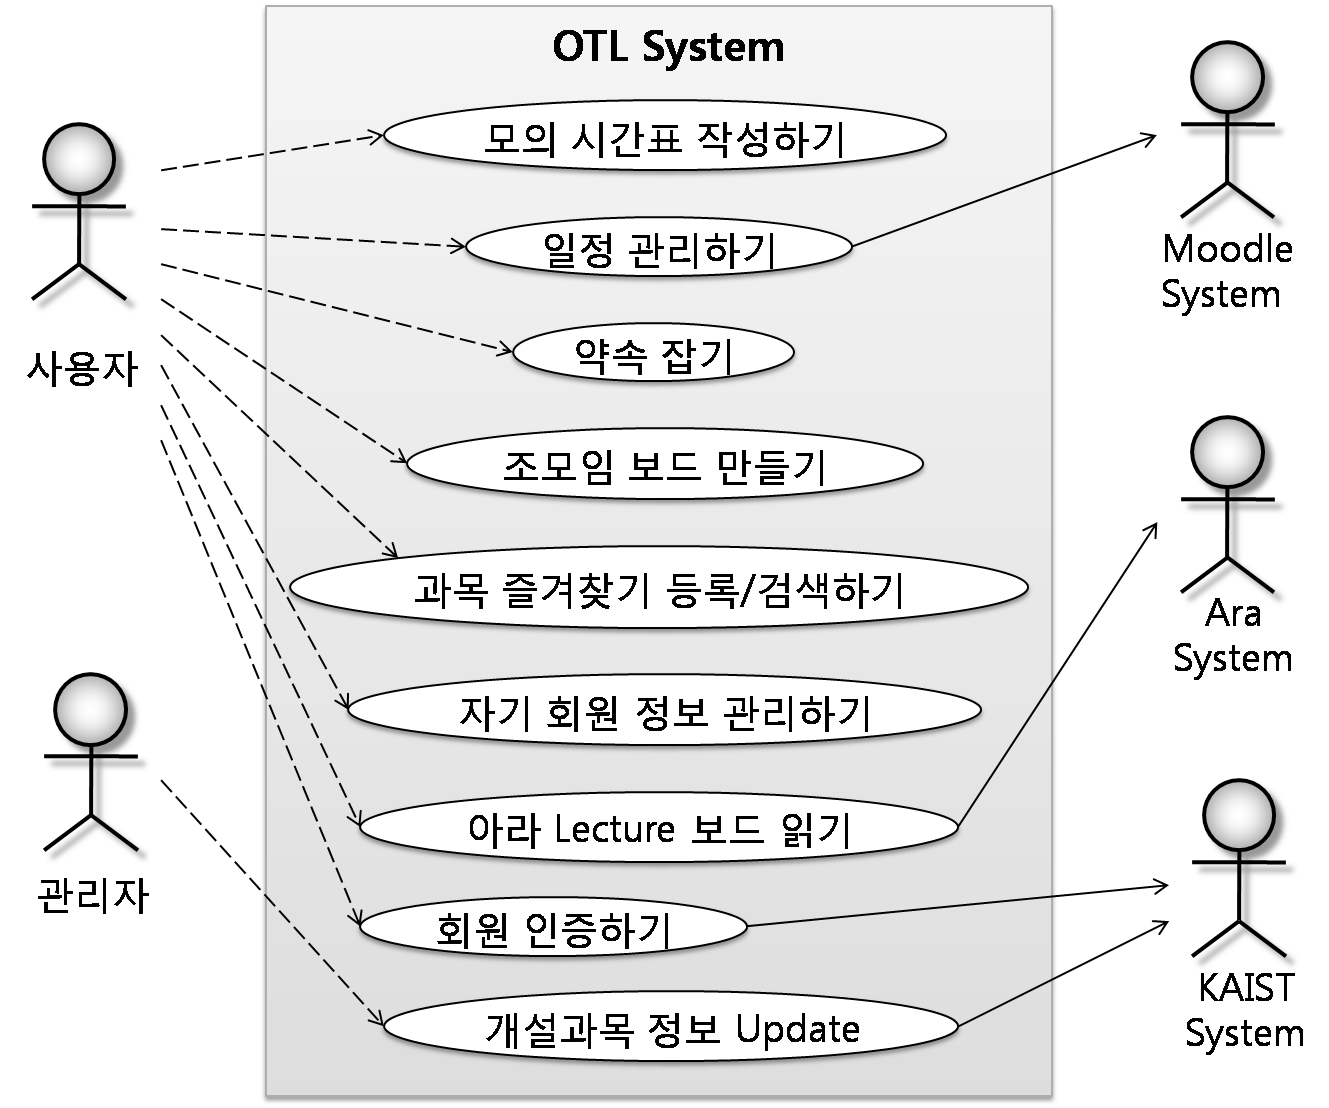 OTL System
모의 시간표 작성하기
일정 관리하기
약속 잡기
조모임 보드 만들기
과목 즐겨찾기 등록/검색하기
자기 회원 정보 관리하기
아라 Lecture 보드 읽기
회원 인증하기
개설과목 정보 Update
사용자
관리자
Moodle
System
Ara
System
KAIST
System